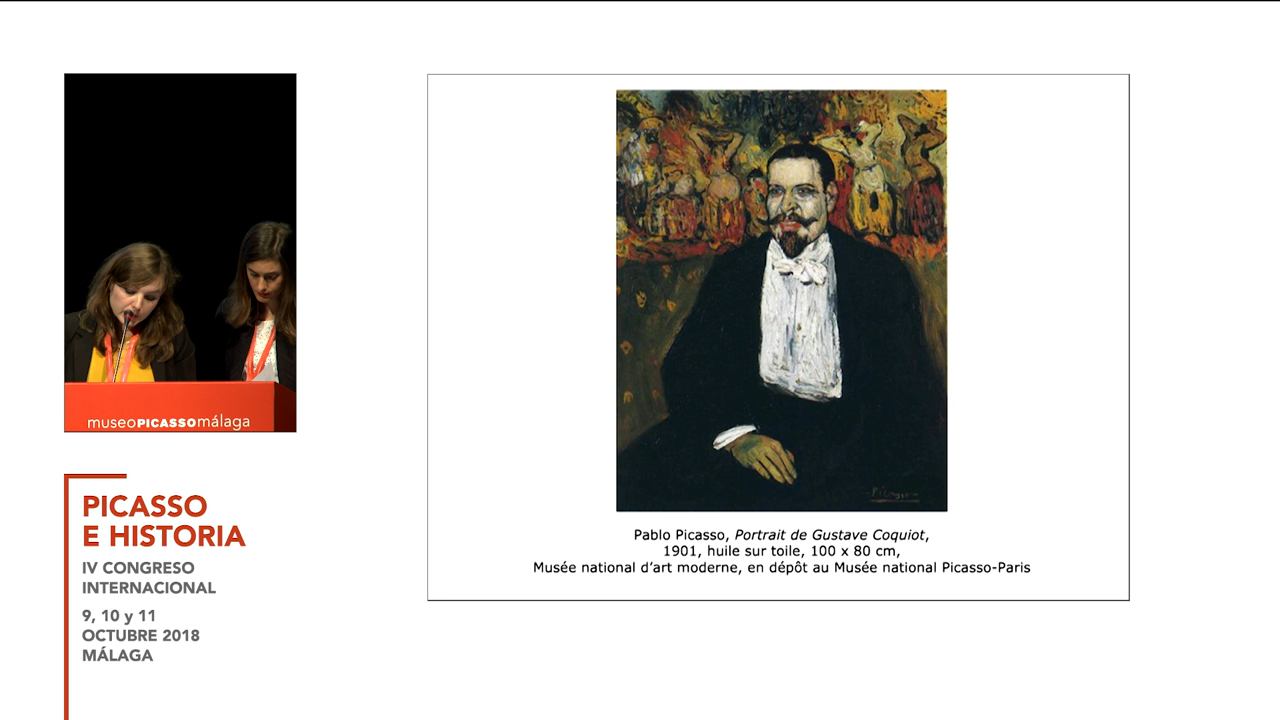 museoPICASSOmálaga
PICASSO
E HISTORIA
IV CONGRESO
INTERNACIONAL
9, 10 y 11
OCTUBRE 2018
MÁLAGA
Picasso
Pablo Picasso, Portrait de Gustave Coquiot,
1901, huile sur toile, 100 x 80 cm,
Musée national d’art moderne, en dépôt au Musée national Picasso-Paris